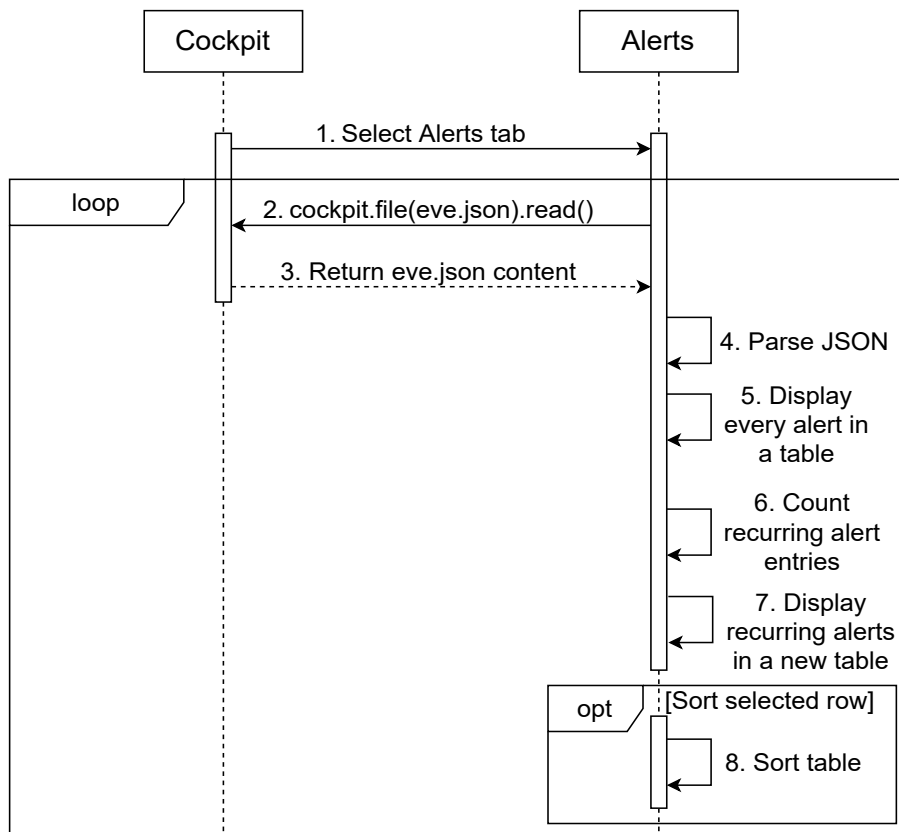 Cockpit
Alerts
1. Select Alerts tab
loop
2. cockpit.file(eve.json).read()
3. Return eve.json content
4. Parse JSON
5. Display
every alert in
a table
6. Count
recurring alert
entries
7. Display
recurring alerts
in a new table
opt
[Sort selected row]
8. Sort table